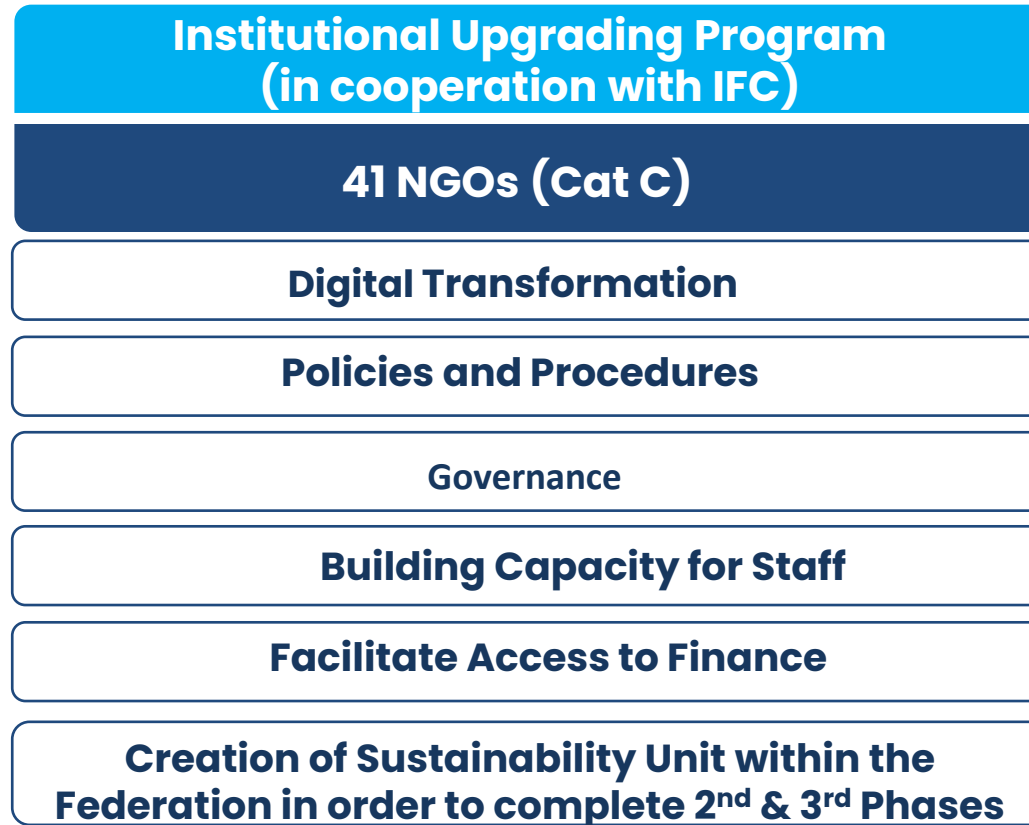 Institutional Upgrading Program
(in cooperation with IFC)
41 NGOs (Cat C)
Digital Transformation
Policies and Procedures
Governance
Building Capacity for Staff
Facilitate Access to Finance
Creation of Sustainability Unit within the
Federation in order to complete 2nd & 3rd Phases